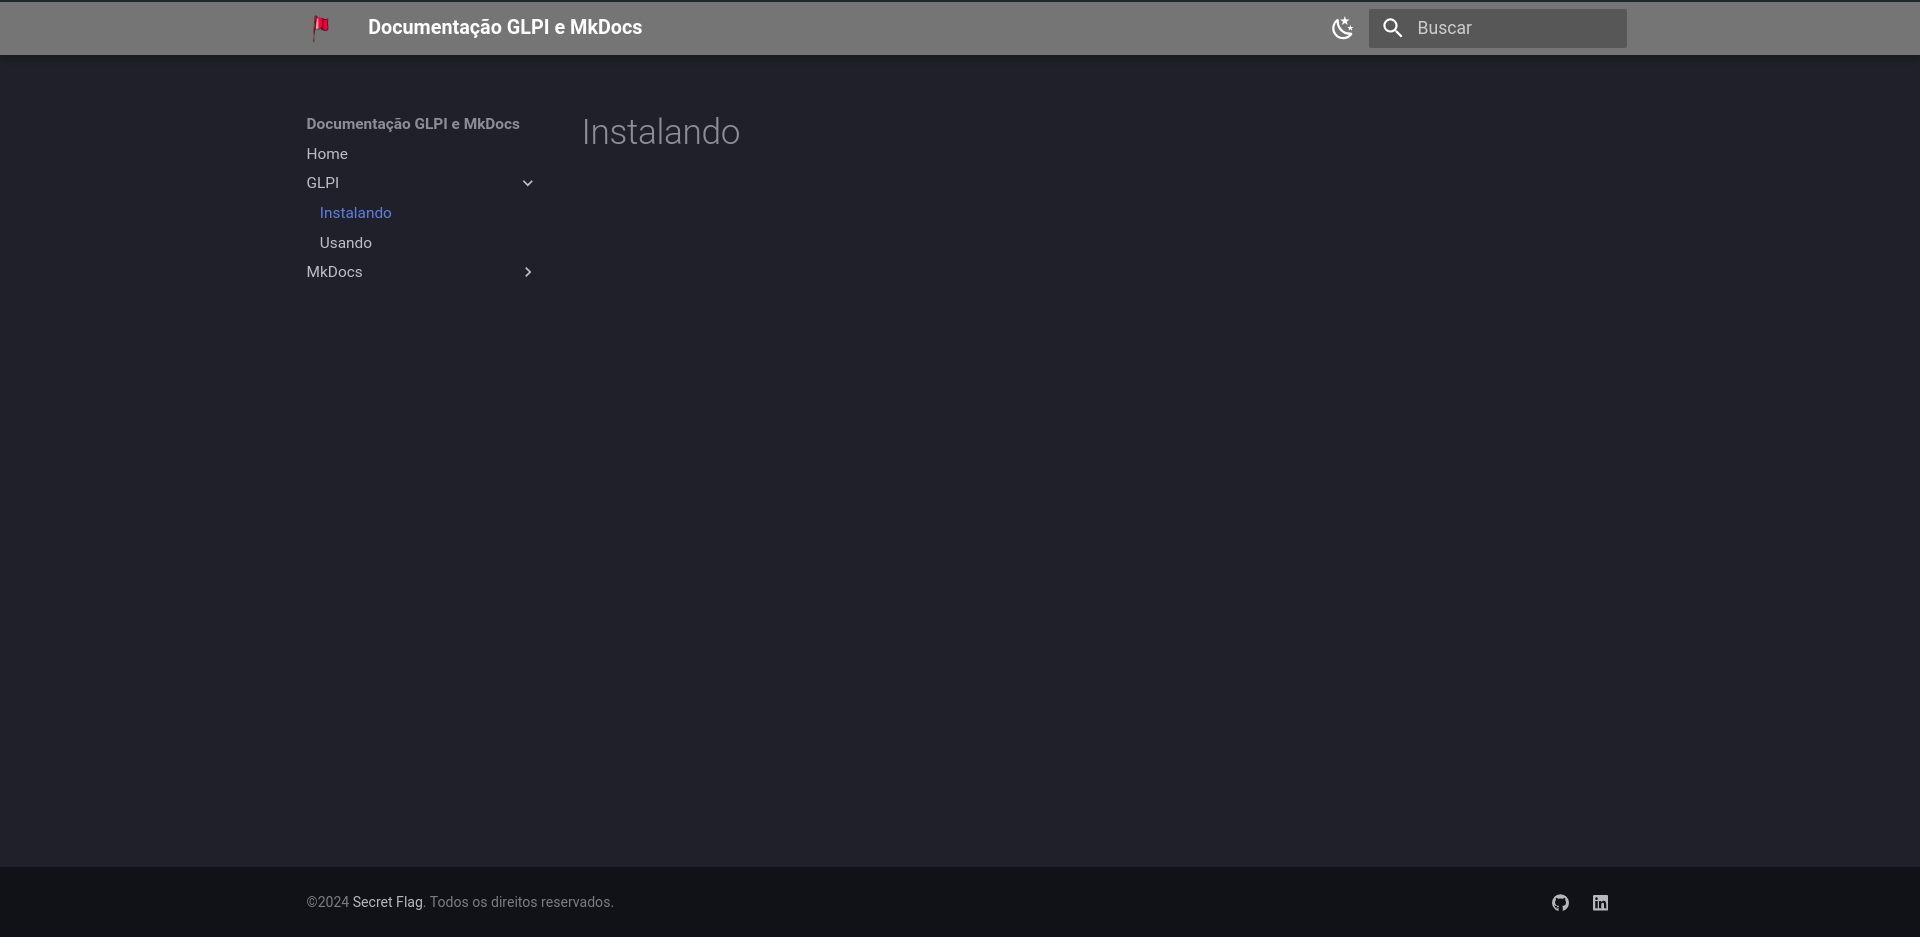 Documentação GLPI e MkDocs
Buscar
Documentação GLPI e MkDocs
Home
GLPI
Instalando
Usando
MkDocs
Instalando
©2024 Secret Flag. Todos os direitos reservados.